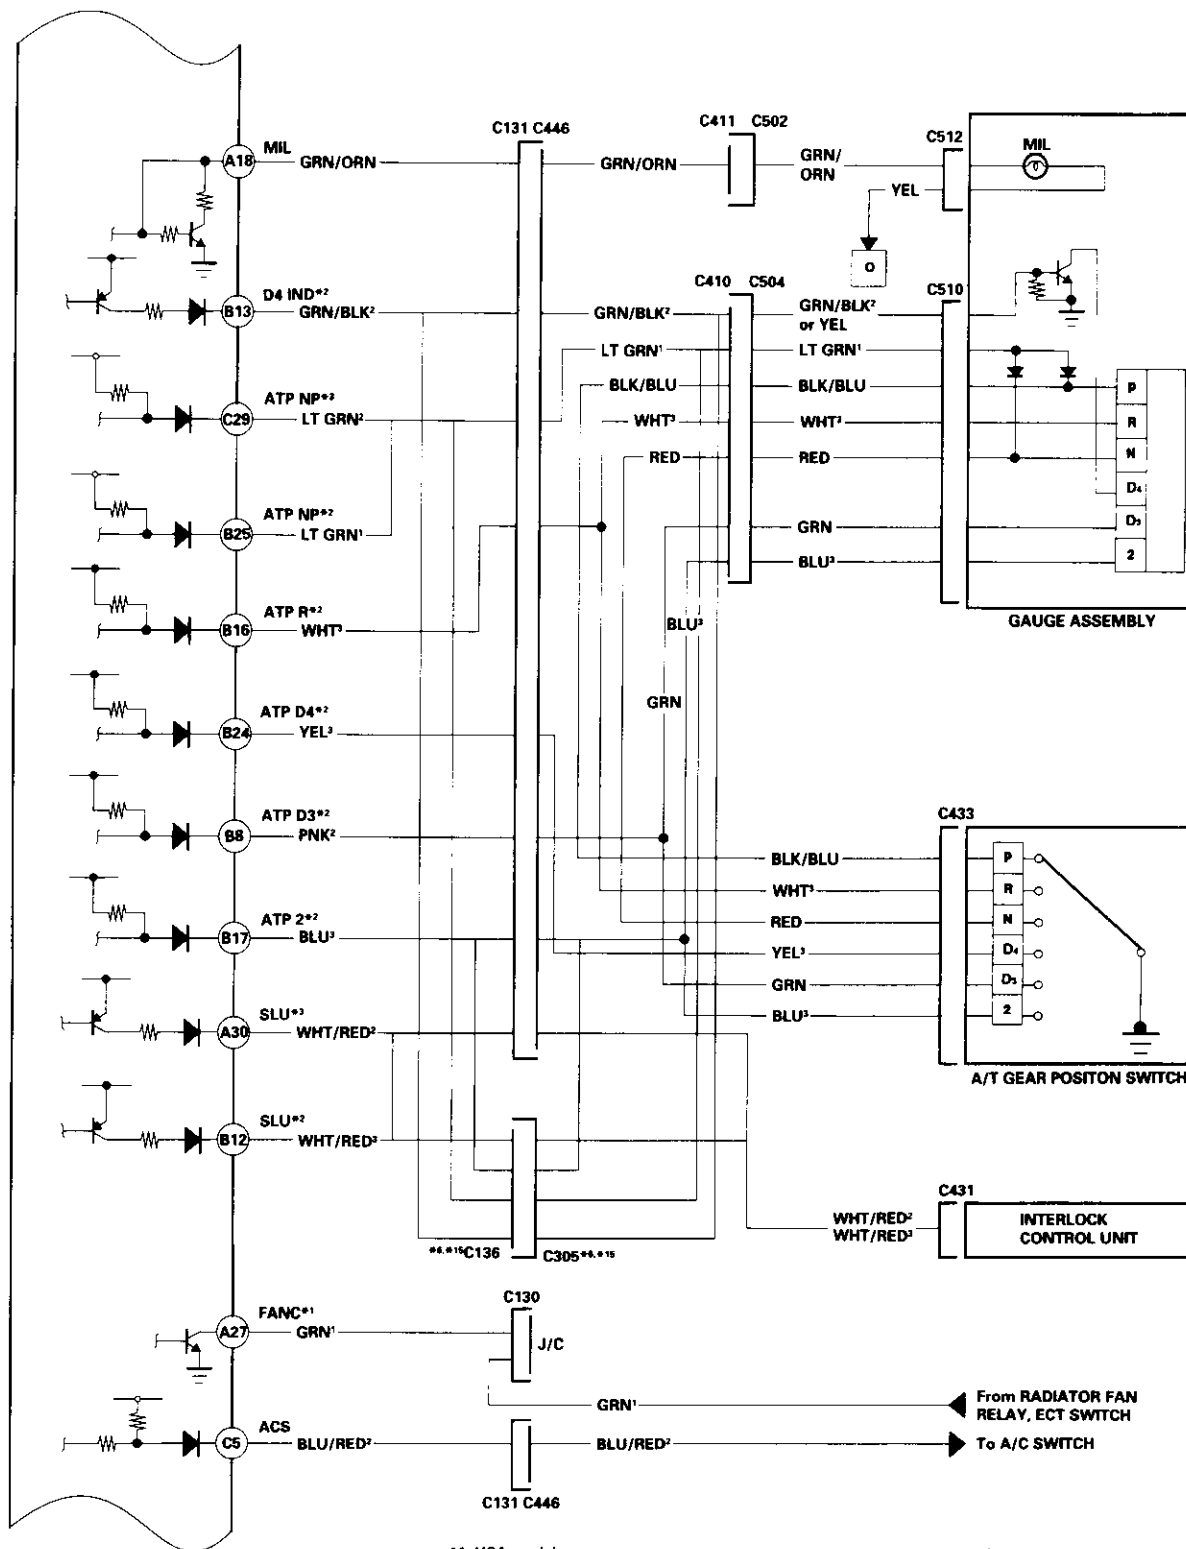 C131 C446
C411 C502
C512
A18
MIL
GRN/ORN
GRN/ORN
GRN/
ORN
MIL
YEL
O
B13
D4 IND*2
GRN/BLK²
GRN/BLK²
C410 C504
GRN/BLK²
or YEL
C510
LT GRN¹
LT GRN¹
BLK/BLU
BLK/BLU
P
C29
LT GRN²
WHT³
WHT³
R
RED
RED
N
D4
ATP NP*2
B25
LT GRN¹
GRN
D3
BLU³
2
ATP R*2
B16
WHT³
BLU³
GAUGE ASSEMBLY
GRN
ATP D4*2
B24
YEL³
ATP D3*2
B8
PNK²
C433
BLK/BLU
P
WHT³
R
ATP 2*2
B17
BLU³
RED
N
YEL³
D4
GRN
D3
BLU³
2
SLU*3
A30
WHT/RED²
A/T GEAR POSITON SWITCH
SLU*2
B12
WHT/RED³
C431
WHT/RED²
WHT/RED³
INTERLOCK
CONTROL UNIT
*6,*15C136
C305*6,*15
C130
FANC*1
A27
GRN¹
J/C
GRN¹
From RADIATOR FAN
RELAY, ECT SWITCH
ACS
C5
BLU/RED²
BLU/RED²
To A/C SWITCH
C131 C446